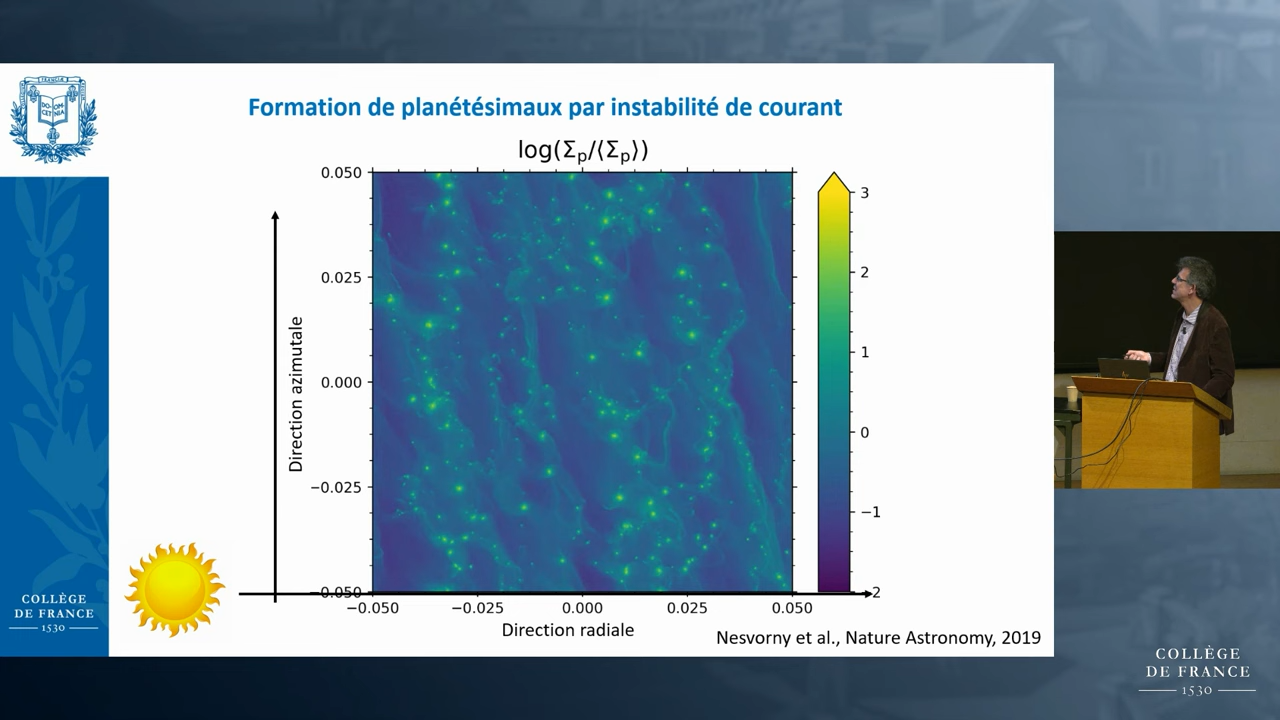 Formation de planétésimaux par instabilité de courant
log(Σp/⟨Σp⟩)
0.050
0.025
0.000
−0.025
−0.050
Direction azimutale
−0.050 −0.025 0.000 0.025 0.050
Direction radiale
3
2
1
0
−1
2
Nesvorny et al., Nature Astronomy, 2019
COLLÈGE
DE FRANCE
1530
COLLÈGE
DE FRANCE
1530